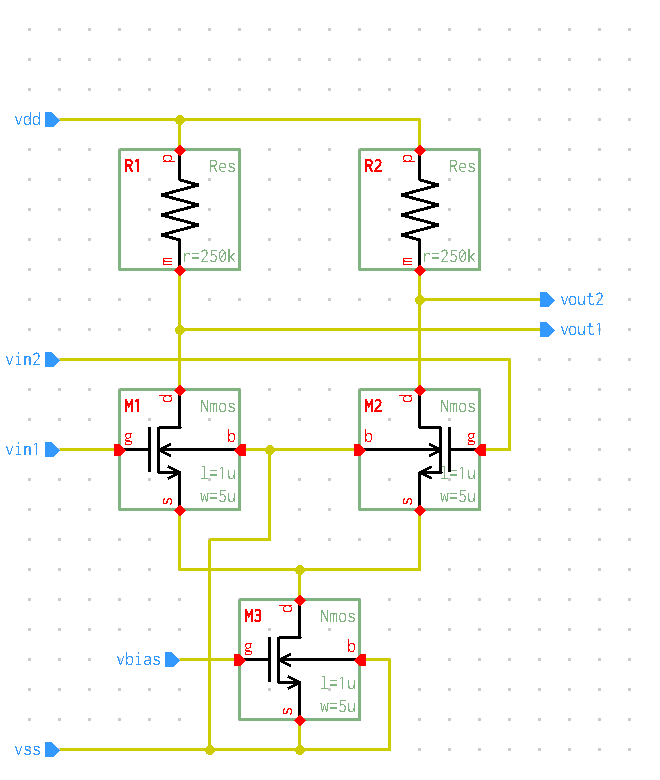 vdd
R1 p Res
m r=250k
R2 p Res
m r=250k
vout2
vout1
vin2
vin1
M1 d Nmos
g b
l=1u
s w=5u
M2 d Nmos
b g
l=1u
s w=5u
M3 d Nmos
g b
l=1u
s w=5u
vbias
vss